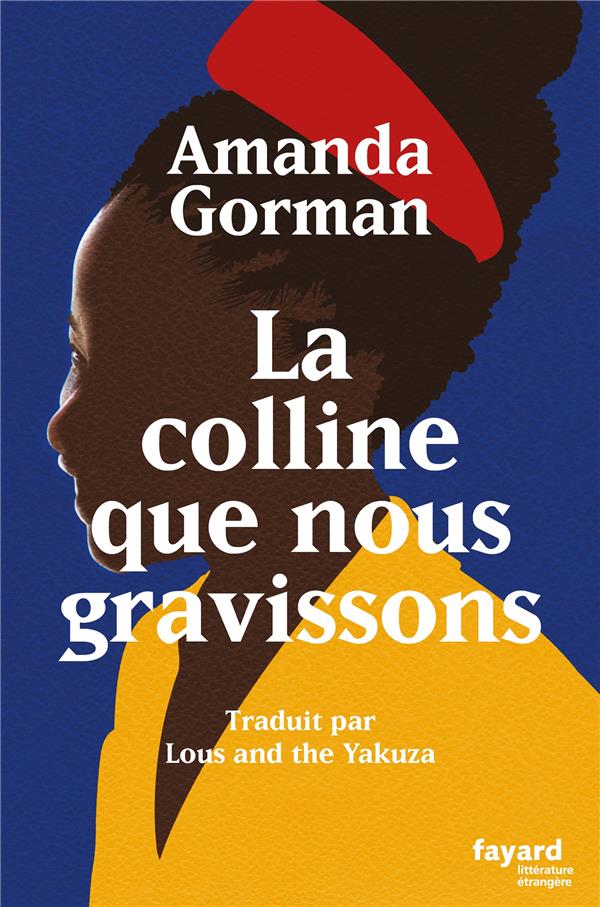 Amanda
Gorman
La
colline
que nous
gravissons
Traduit par
Lous and the Yakuza
fayard
littérature
étrangère